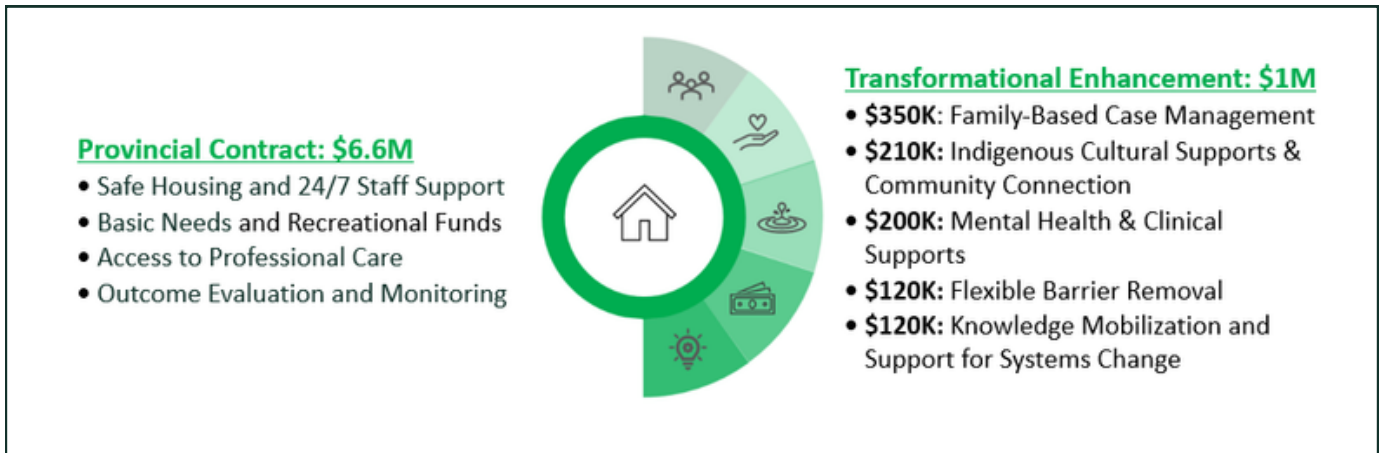 Provincial Contract: $6.6M
• Safe Housing and 24/7 Staff Support
• Basic Needs and Recreational Funds
• Access to Professional Care
• Outcome Evaluation and Monitoring
Transformational Enhancement: $1M
• $350K: Family-Based Case Management
• $210K: Indigenous Cultural Supports &
Community Connection
• $200K: Mental Health & Clinical
Supports
• $120K: Flexible Barrier Removal
• $120K: Knowledge Mobilization and
Support for Systems Change